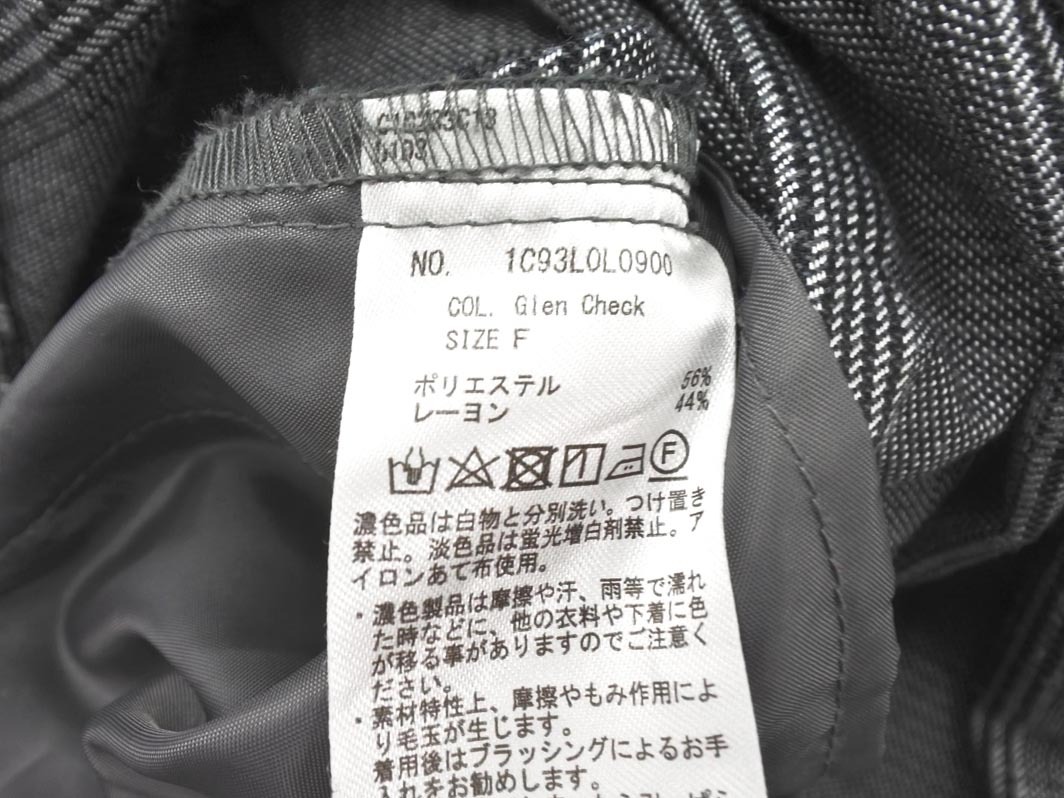 NO. 1C93L0L0900
COL. Glen Check
SIZE F
ポリエステル 56%
レーヨン 44%
F
濃色品は白物と分別洗い。つけ置き
禁止。淡色品は蛍光増白剤禁止。ア
イロンあて布使用。
・濃色製品は摩擦や汗、雨等で濡れ
た時などに、他の衣料や下着に色
が移る事がありますのでご注意く
ださい。
・素材特性上、摩擦やもみ作用によ
り毛玉が生じます。
着用後はブラッシングによるお手
入れをお勧めします。